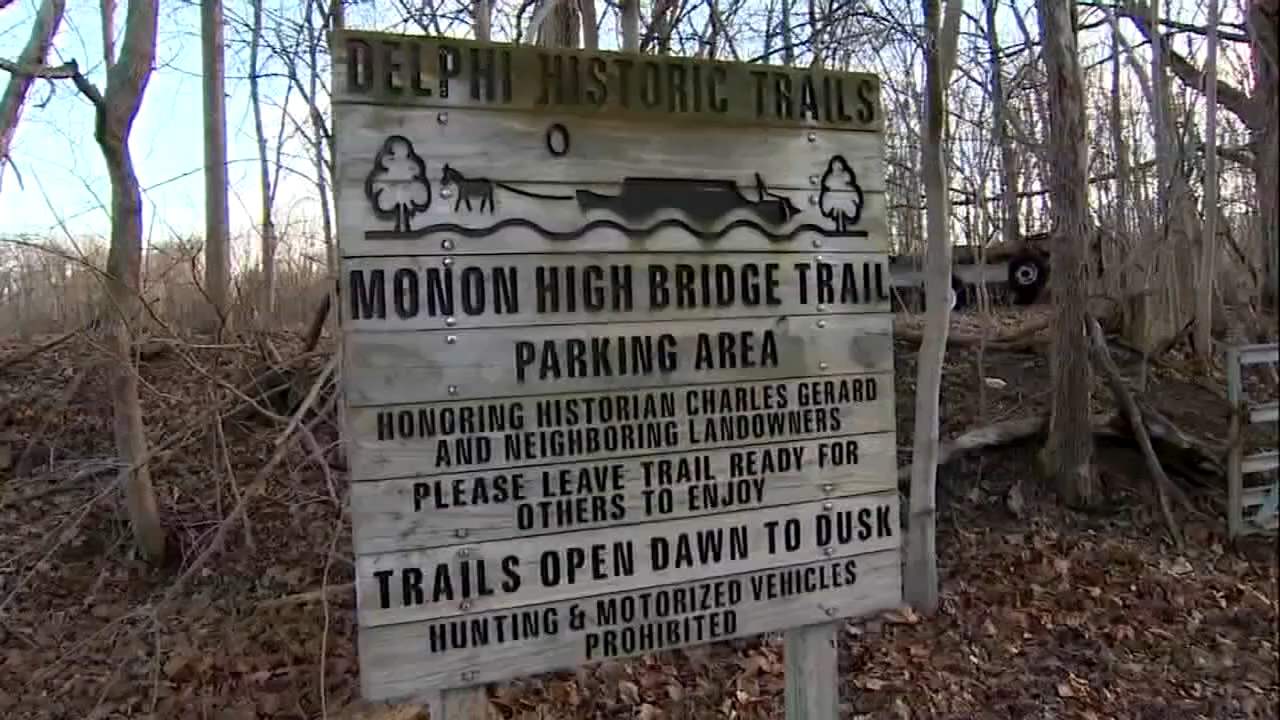 DELPHI HISTORIC TRAILS
MONON HIGH BRIDGE TRAIL
PARKING AREA
HONORING HISTORIAN CHARLES GERARD
AND NEIGHBORING LANDOWNERS
PLEASE LEAVE TRAIL READY FOR
OTHERS TO ENJOY
TRAILS OPEN DAWN TO DUSK
HUNTING & MOTORIZED VEHICLES
PROHIBITED